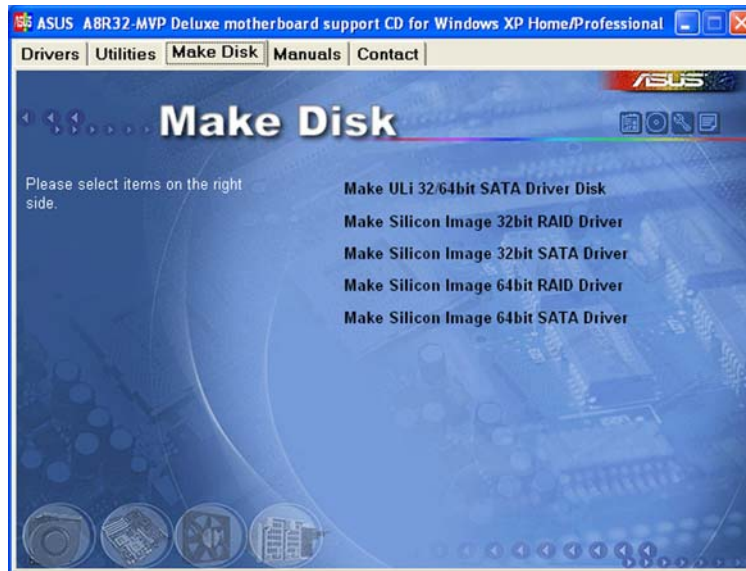 ASUS A8R32-MVP Deluxe motherboard support CD for Windows XP Home/Professional
Drivers Utilities Make Disk Manuals Contact
ASUS
Make Disk
Please select items on the right
side.
Make ULi 32/64bit SATA Driver Disk
Make Silicon Image 32bit RAID Driver
Make Silicon Image 32bit SATA Driver
Make Silicon Image 64bit RAID Driver
Make Silicon Image 64bit SATA Driver